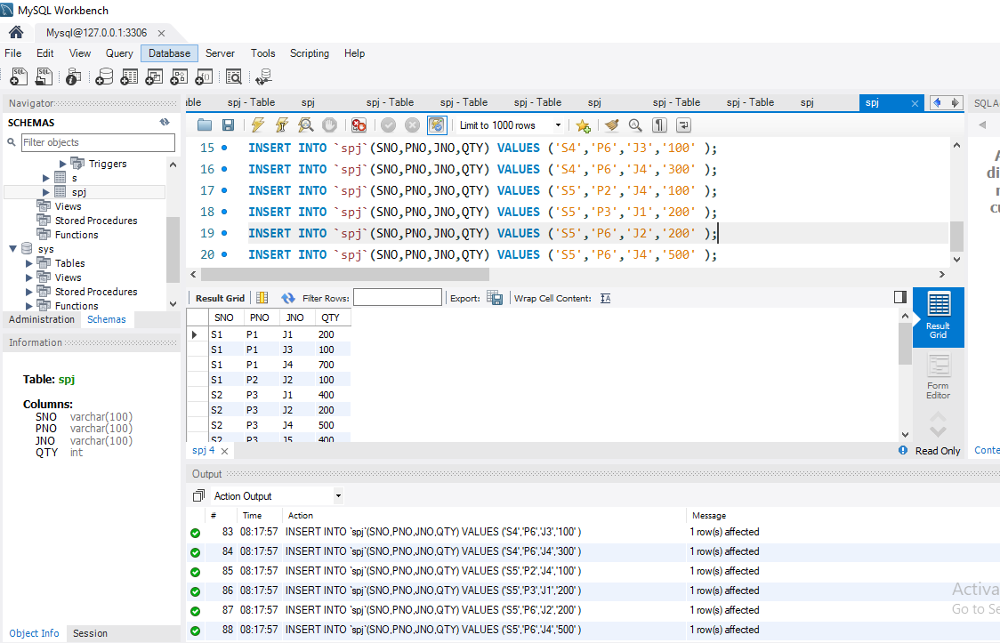 MySQL Workbench
Mysql@127.0.0.1:3306
File Edit View Query Database Server Tools Scripting Help
Navigator
SCHEMAS
Filter objects
Triggers
s
spj
Views
Stored Procedures
Functions
sys
Tables
Views
Stored Procedures
Functions
Administration Schemas
Information
Table: spj
Columns:
SNO varchar(100)
PNO varchar(100)
JNO varchar(100)
QTY int
Object Info Session
ble spj - Table spj spj - Table spj - Table spj - Table spj spj - Table spj - Table spj spj
Limit to 1000 rows
15 INSERT INTO `spj`(SNO,PNO,JNO,QTY) VALUES ('S4','P6','J3','100' );
16 INSERT INTO `spj`(SNO,PNO,JNO,QTY) VALUES ('S4','P6','J4','300' );
17 INSERT INTO `spj`(SNO,PNO,JNO,QTY) VALUES ('S5','P2','J4','100' );
18 INSERT INTO `spj`(SNO,PNO,JNO,QTY) VALUES ('S5','P3','J1','200' );
19 INSERT INTO `spj`(SNO,PNO,JNO,QTY) VALUES ('S5','P6','J2','200' );
20 INSERT INTO `spj`(SNO,PNO,JNO,QTY) VALUES ('S5','P6','J4','500' );
Result Grid Filter Rows: Export: Wrap Cell Content:
SNO PNO JNO QTY
S1 P1 J1 200
S1 P1 J3 100
S1 P1 J4 700
S1 P2 J2 100
S2 P3 J1 400
S2 P3 J2 200
S2 P3 J4 500
S2 P3 J5 400
Result
Grid
Form
Editor
spj 4
Read Only
SQLA
A
di
r
cu
Conte
Output
Action Output
# Time Action Message
83 08:17:57 INSERT INTO `spj`(SNO,PNO,JNO,QTY) VALUES ('S4','P6','J3','100' ) 1 row(s) affected
84 08:17:57 INSERT INTO `spj`(SNO,PNO,JNO,QTY) VALUES ('S4','P6','J4','300' ) 1 row(s) affected
85 08:17:57 INSERT INTO `spj`(SNO,PNO,JNO,QTY) VALUES ('S5','P2','J4','100' ) 1 row(s) affected
86 08:17:57 INSERT INTO `spj`(SNO,PNO,JNO,QTY) VALUES ('S5','P3','J1','200' ) 1 row(s) affected
87 08:17:57 INSERT INTO `spj`(SNO,PNO,JNO,QTY) VALUES ('S5','P6','J2','200' ) 1 row(s) affected
88 08:17:57 INSERT INTO `spj`(SNO,PNO,JNO,QTY) VALUES ('S5','P6','J4','500' ) 1 row(s) affected
Activa
Go to Se